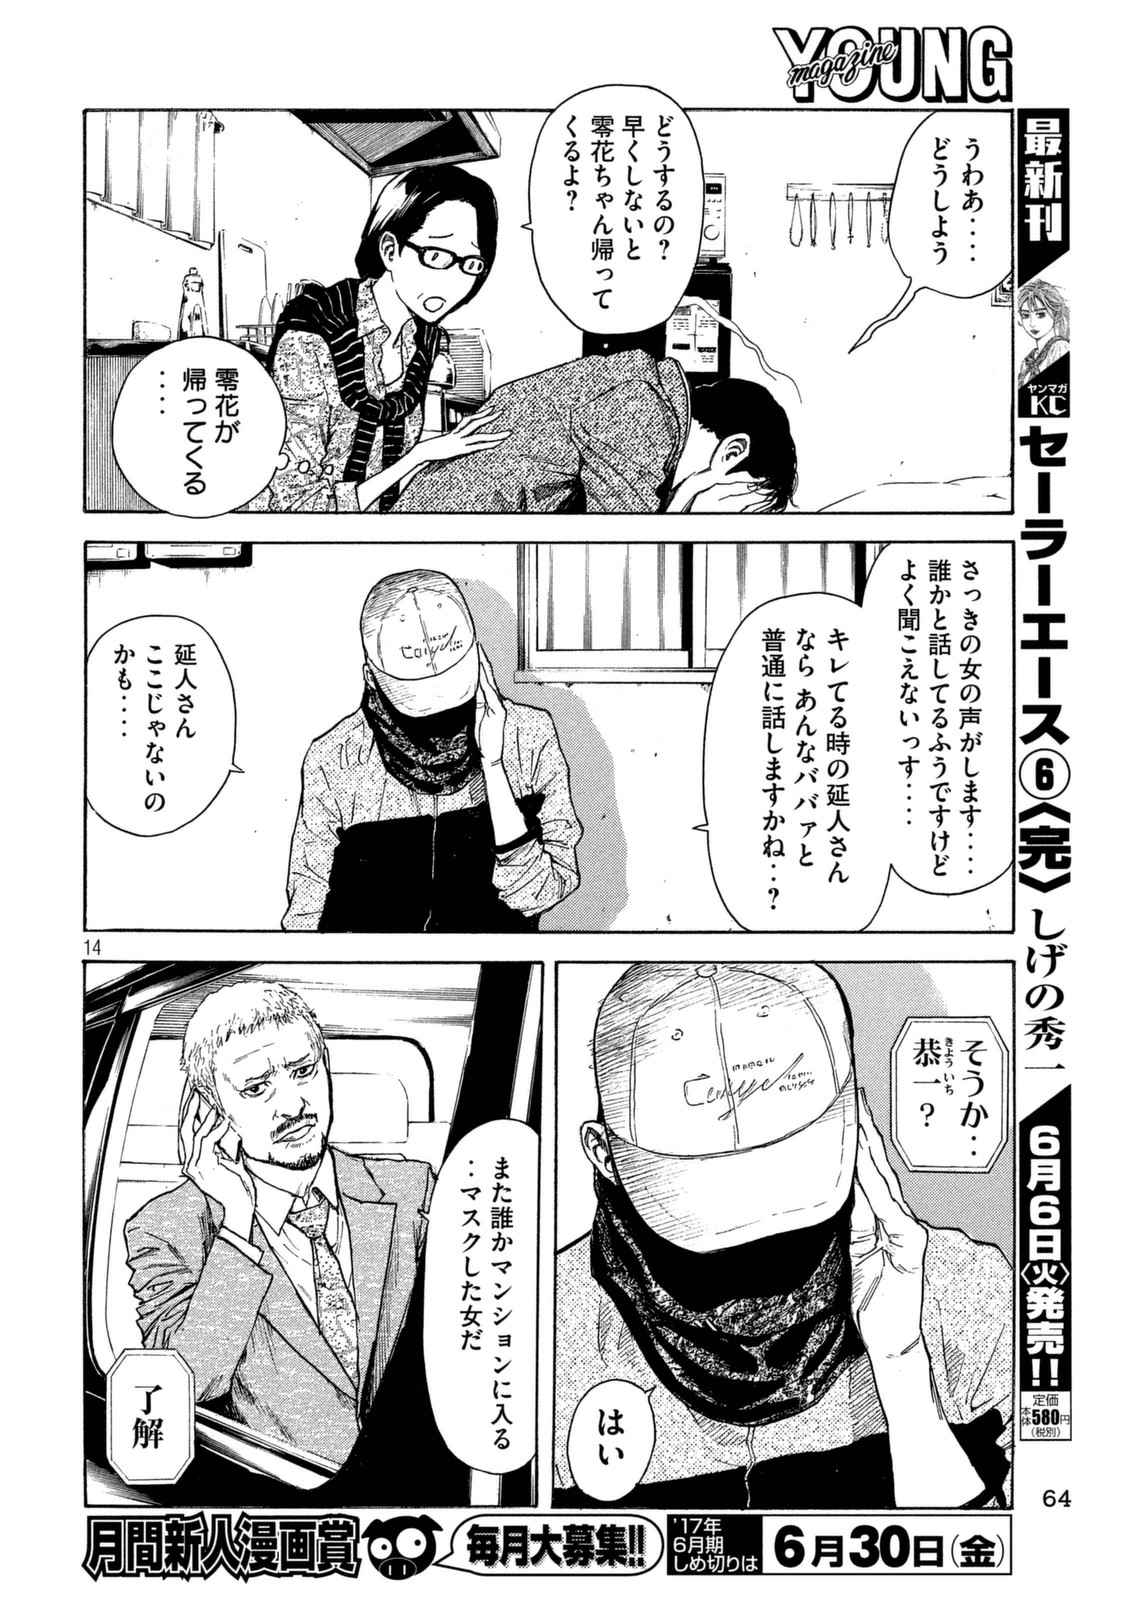 YOUNG
magazine
うわあ‥‥
どうしよう
どうするの?
早くしないと
零花ちゃん帰って
くるよ?
零花が
帰ってくる
‥‥
さっきの女の声がします‥‥
誰かと話してるふうですけど
よく聞こえないっす‥‥
キレてる時の延人さん
なら あんなババァと
普通に話しますかね‥?
延人さん
ここじゃないの
かも‥‥
14
そうか‥
恭一?
きよういち
はい
また誰かマンションに入る
‥マスクした女だ
了解
最新刊
ヤンマガ
KC
セーラーエース⑥〈完〉
しげの秀一
6月6日〈火〉発売!!
定価
本体580円
(税別)
64
月間新人漫画賞
毎月大募集!!
'17年
6月期
しめ切りは
6月30日(金)